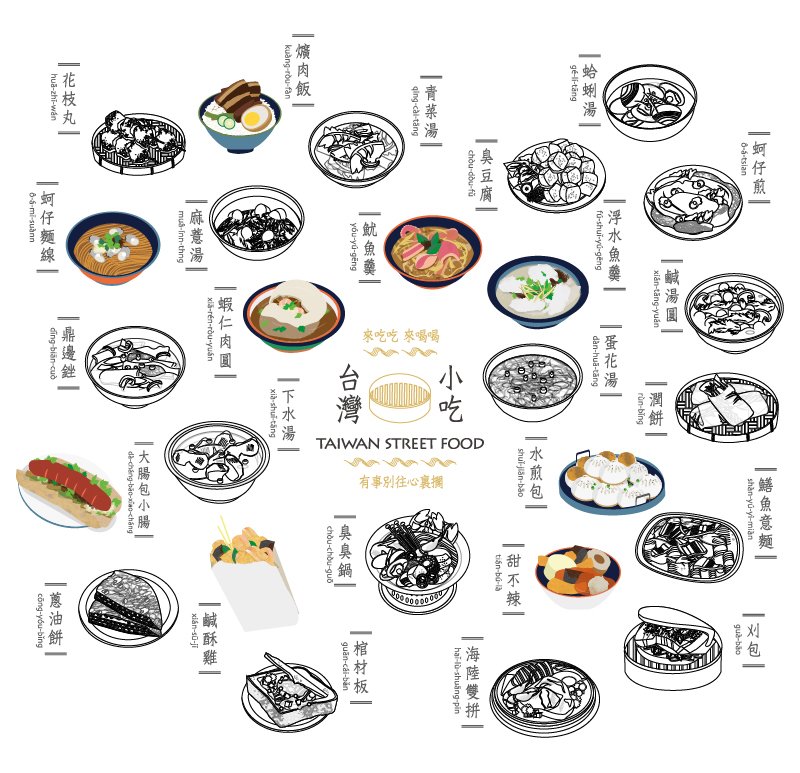 花枝丸
huā-zhī-wán
爌肉飯
kuàng-ròu-fàn
青菜湯
qīng-cài-tāng
蛤蜊湯
gé-lí-tāng
臭豆腐
chòu-dòu-fǔ
蚵仔煎
ô-á-tsian
蚵仔麵線
ô-á-mī-suànn
麻薏湯
muâ-ínn-thng
魷魚羹
yóu-yú-gēng
浮水魚羹
fú-shuǐ-yú-gēng
鹹湯圓
xián-tāng-yuán
蝦仁肉圓
xiā-rén-ròu-yuán
鼎邊銼
dǐng-biān-cuò
蛋花湯
dàn-huā-tāng
潤餅
rùn-bǐng
來吃吃 來喝喝
台灣
小吃
TAIWAN STREET FOOD
有事別往心裏擱
下水湯
xià-shuǐ-tāng
大腸包小腸
dà-cháng-bāo-xiǎo-cháng
水煎包
shuǐ-jiān-bāo
鱔魚意麵
shàn-yú-yì-miàn
臭臭鍋
chòu-chòu-guō
甜不辣
tián-bú-là
蔥油餅
cōng-yóu-bǐng
鹹酥雞
xián-sū-jī
棺材板
guān-cái-bǎn
海陸雙拼
hǎi-lù-shuāng-pīn
刈包
guà-bāo